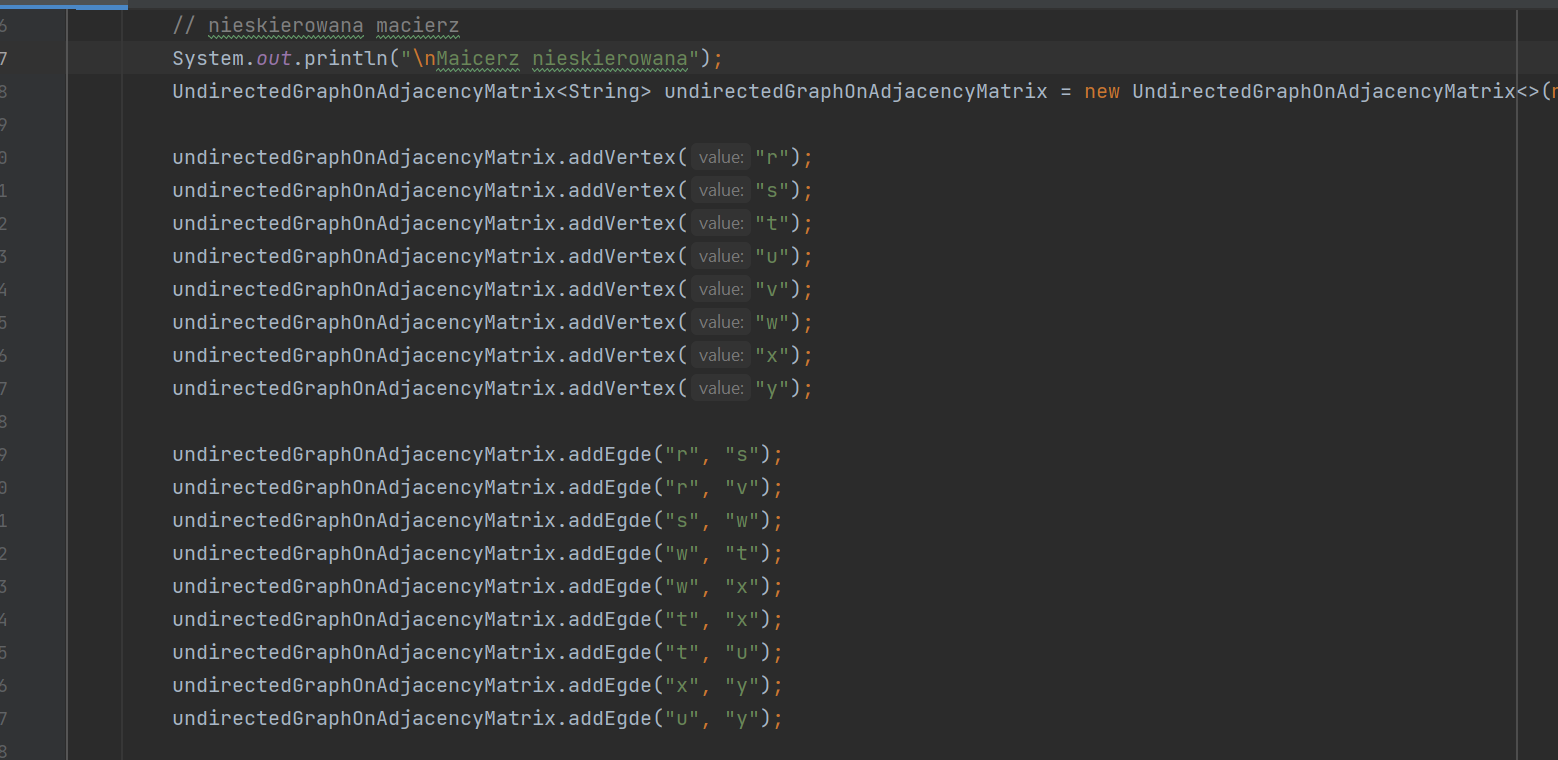 6 // nieskierowana macierz
7 System.out.println("\nMaicerz nieskierowana");
8 UndirectedGraphOnAdjacencyMatrix<String> undirectedGraphOnAdjacencyMatrix = new UndirectedGraphOnAdjacencyMatrix<>(
9
0 undirectedGraphOnAdjacencyMatrix.addVertex( value: "r");
1 undirectedGraphOnAdjacencyMatrix.addVertex( value: "s");
2 undirectedGraphOnAdjacencyMatrix.addVertex( value: "t");
3 undirectedGraphOnAdjacencyMatrix.addVertex( value: "u");
4 undirectedGraphOnAdjacencyMatrix.addVertex( value: "v");
5 undirectedGraphOnAdjacencyMatrix.addVertex( value: "w");
6 undirectedGraphOnAdjacencyMatrix.addVertex( value: "x");
7 undirectedGraphOnAdjacencyMatrix.addVertex( value: "y");
8
9 undirectedGraphOnAdjacencyMatrix.addEgde("r", "s");
0 undirectedGraphOnAdjacencyMatrix.addEgde("r", "v");
1 undirectedGraphOnAdjacencyMatrix.addEgde("s", "w");
2 undirectedGraphOnAdjacencyMatrix.addEgde("w", "t");
3 undirectedGraphOnAdjacencyMatrix.addEgde("w", "x");
4 undirectedGraphOnAdjacencyMatrix.addEgde("t", "x");
5 undirectedGraphOnAdjacencyMatrix.addEgde("t", "u");
6 undirectedGraphOnAdjacencyMatrix.addEgde("x", "y");
7 undirectedGraphOnAdjacencyMatrix.addEgde("u", "y");
8